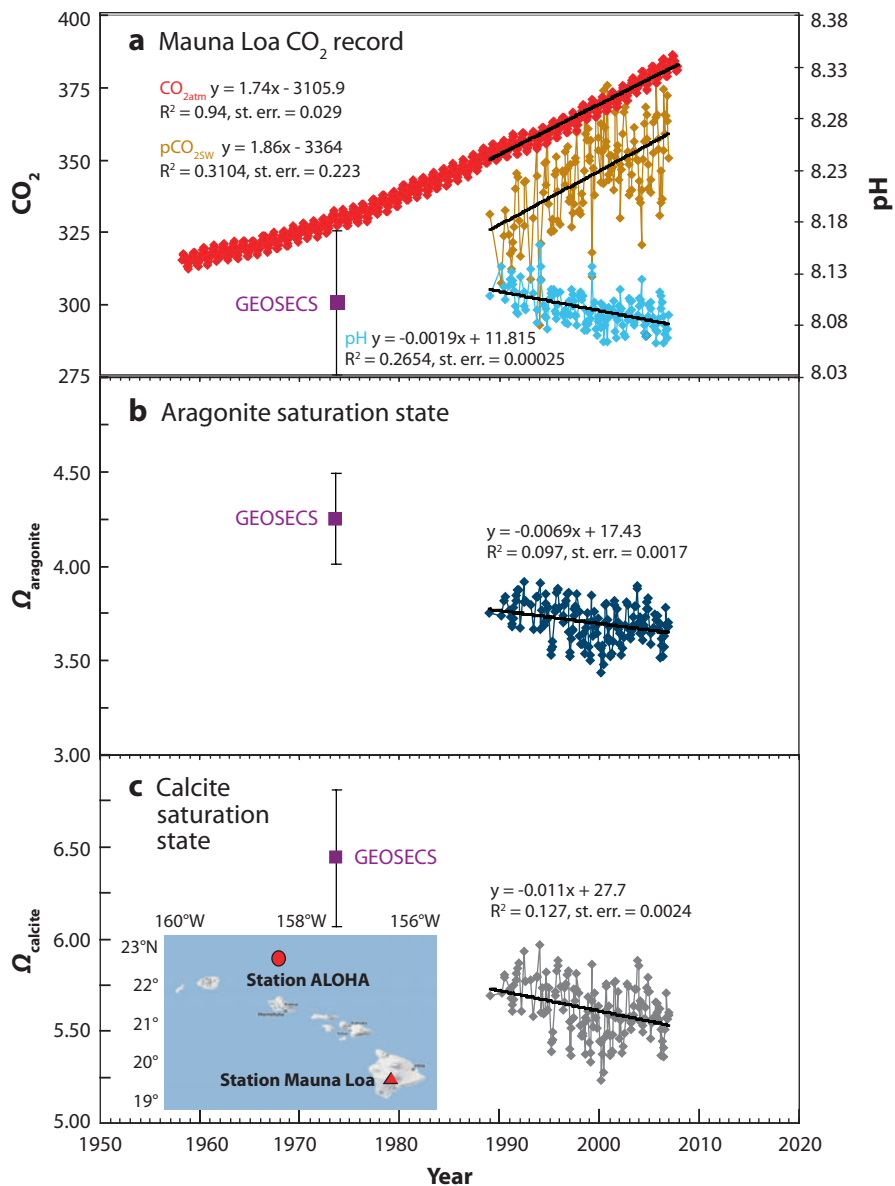 400
375
350
325
300
275
CO2
8.38
8.33
8.28
8.23
8.18
8.13
8.08
8.03
pH
a Mauna Loa CO2 record
CO2atm y = 1.74x - 3105.9
R2 = 0.94, st. err. = 0.029
pCO2SW y = 1.86x - 3364
R2 = 0.3104, st. err. = 0.223
GEOSECS
pH y = -0.0019x + 11.815
R2 = 0.2654, st. err. = 0.00025
b Aragonite saturation state
4.50
4.00
3.50
3.00
Ωaragonite
GEOSECS
y = -0.0069x + 17.43
R2 = 0.097, st. err. = 0.0017
c Calcite
saturation
state
6.50
6.00
5.50
5.00
Ωcalcite
GEOSECS
y = -0.011x + 27.7
R2 = 0.127, st. err. = 0.0024
160°W 158°W 156°W
23°N
22°
21°
20°
19°
Station ALOHA
Station Mauna Loa
1950 1960 1970 1980 1990 2000 2010 2020
Year